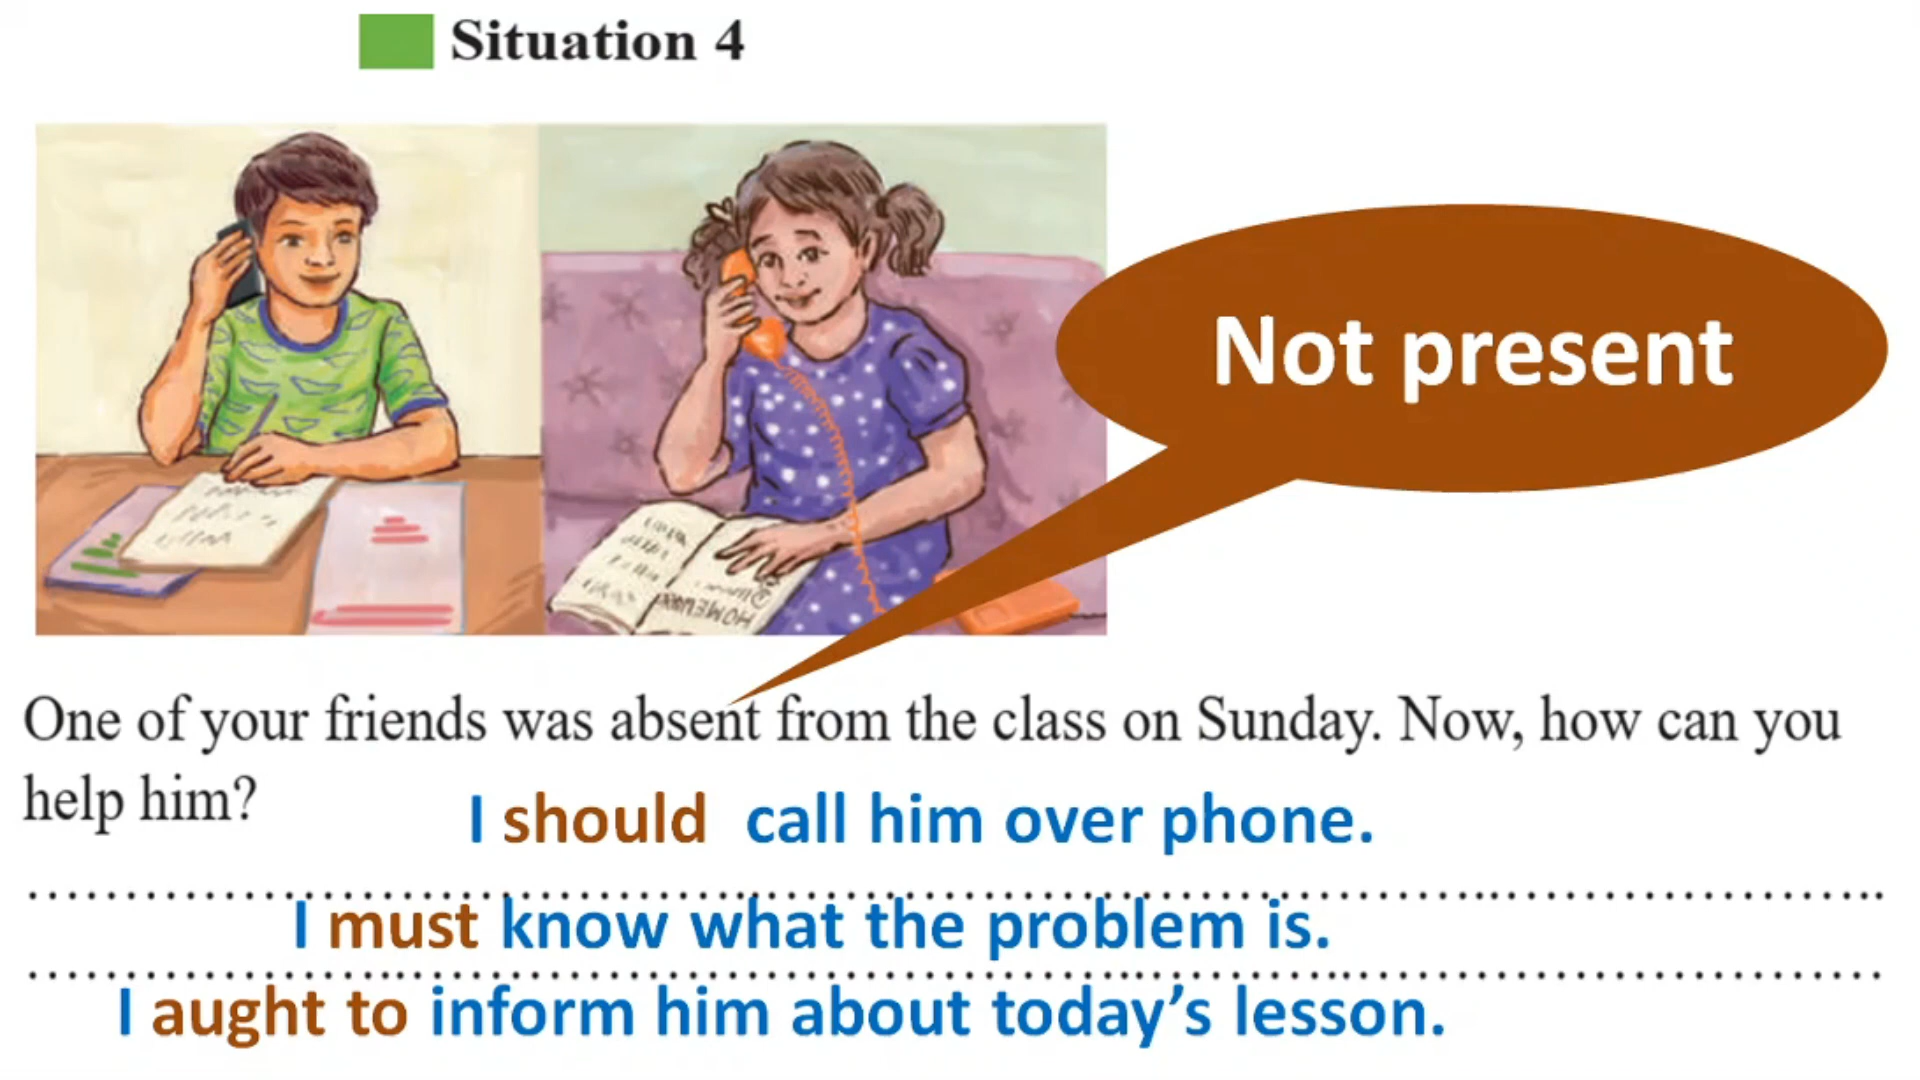 Situation 4
Not present
One of your friends was absent from the class on Sunday. Now, how can you
help him?
I should call him over phone.
I must know what the problem is.
I aught to inform him about today's lesson.
HOMEWORK